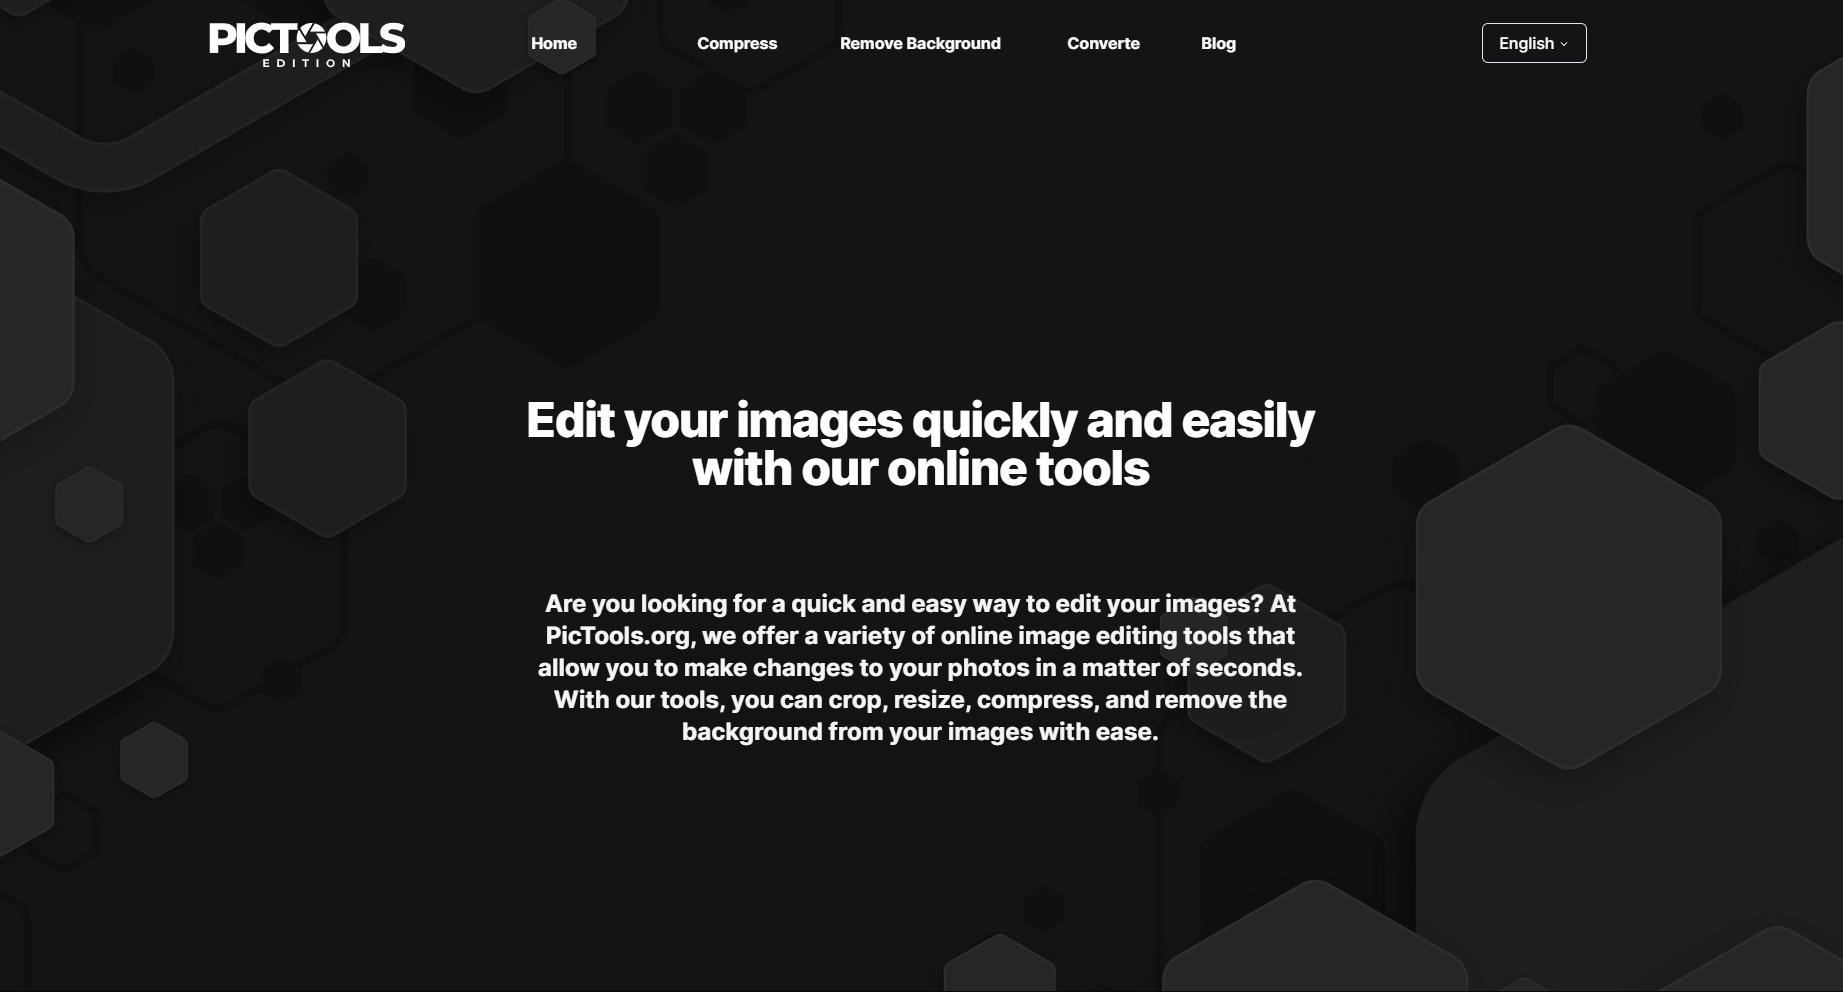 PICTOOLS
EDITION
Home
Compress
Remove Background
Converte
Blog
English
Edit your images quickly and easily
with our online tools
Are you looking for a quick and easy way to edit your images? At
PicTools.org, we offer a variety of online image editing tools that
allow you to make changes to your photos in a matter of seconds.
With our tools, you can crop, resize, compress, and remove the
background from your images with ease.